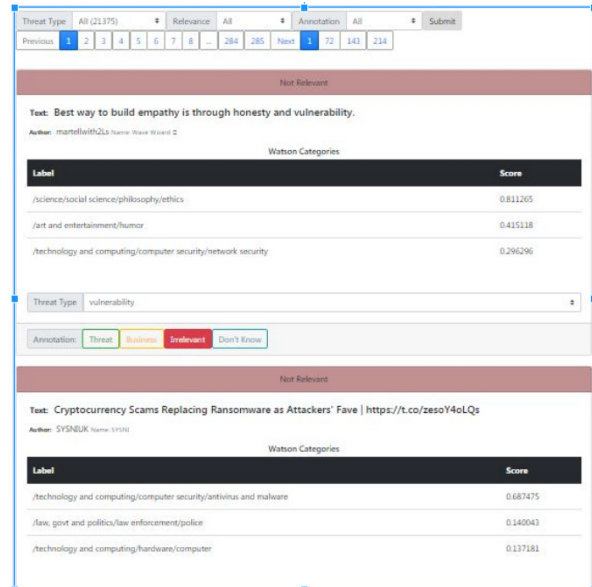 Threat Type All (21375) Relevance All Annotation All Submit
Previous 1 2 3 4 5 6 7 8 ... 284 285 Next 1 72 143 214
Not Relevant
Text: Best way to build empathy is through honesty and vulnerability.
Author: martellwith2Ls Name: Wave Wizard
Watson Categories
Label Score
/science/social science/philosophy/ethics 0.811265
/art and entertainment/humor 0.415118
/technology and computing/computer security/network security 0.296296
Threat Type vulnerability
Annotation: Threat Business Irrelevant Don't Know
Not Relevant
Text: Cryptocurrency Scams Replacing Ransomware as Attackers' Fave | https://t.co/zesoY4oLQs
Author: SYSNIUK Name: SYSNI
Watson Categories
Label Score
/technology and computing/computer security/antivirus and malware 0.687475
/law, govt and politics/law enforcement/police 0.140043
/technology and computing/hardware/computer 0.137181